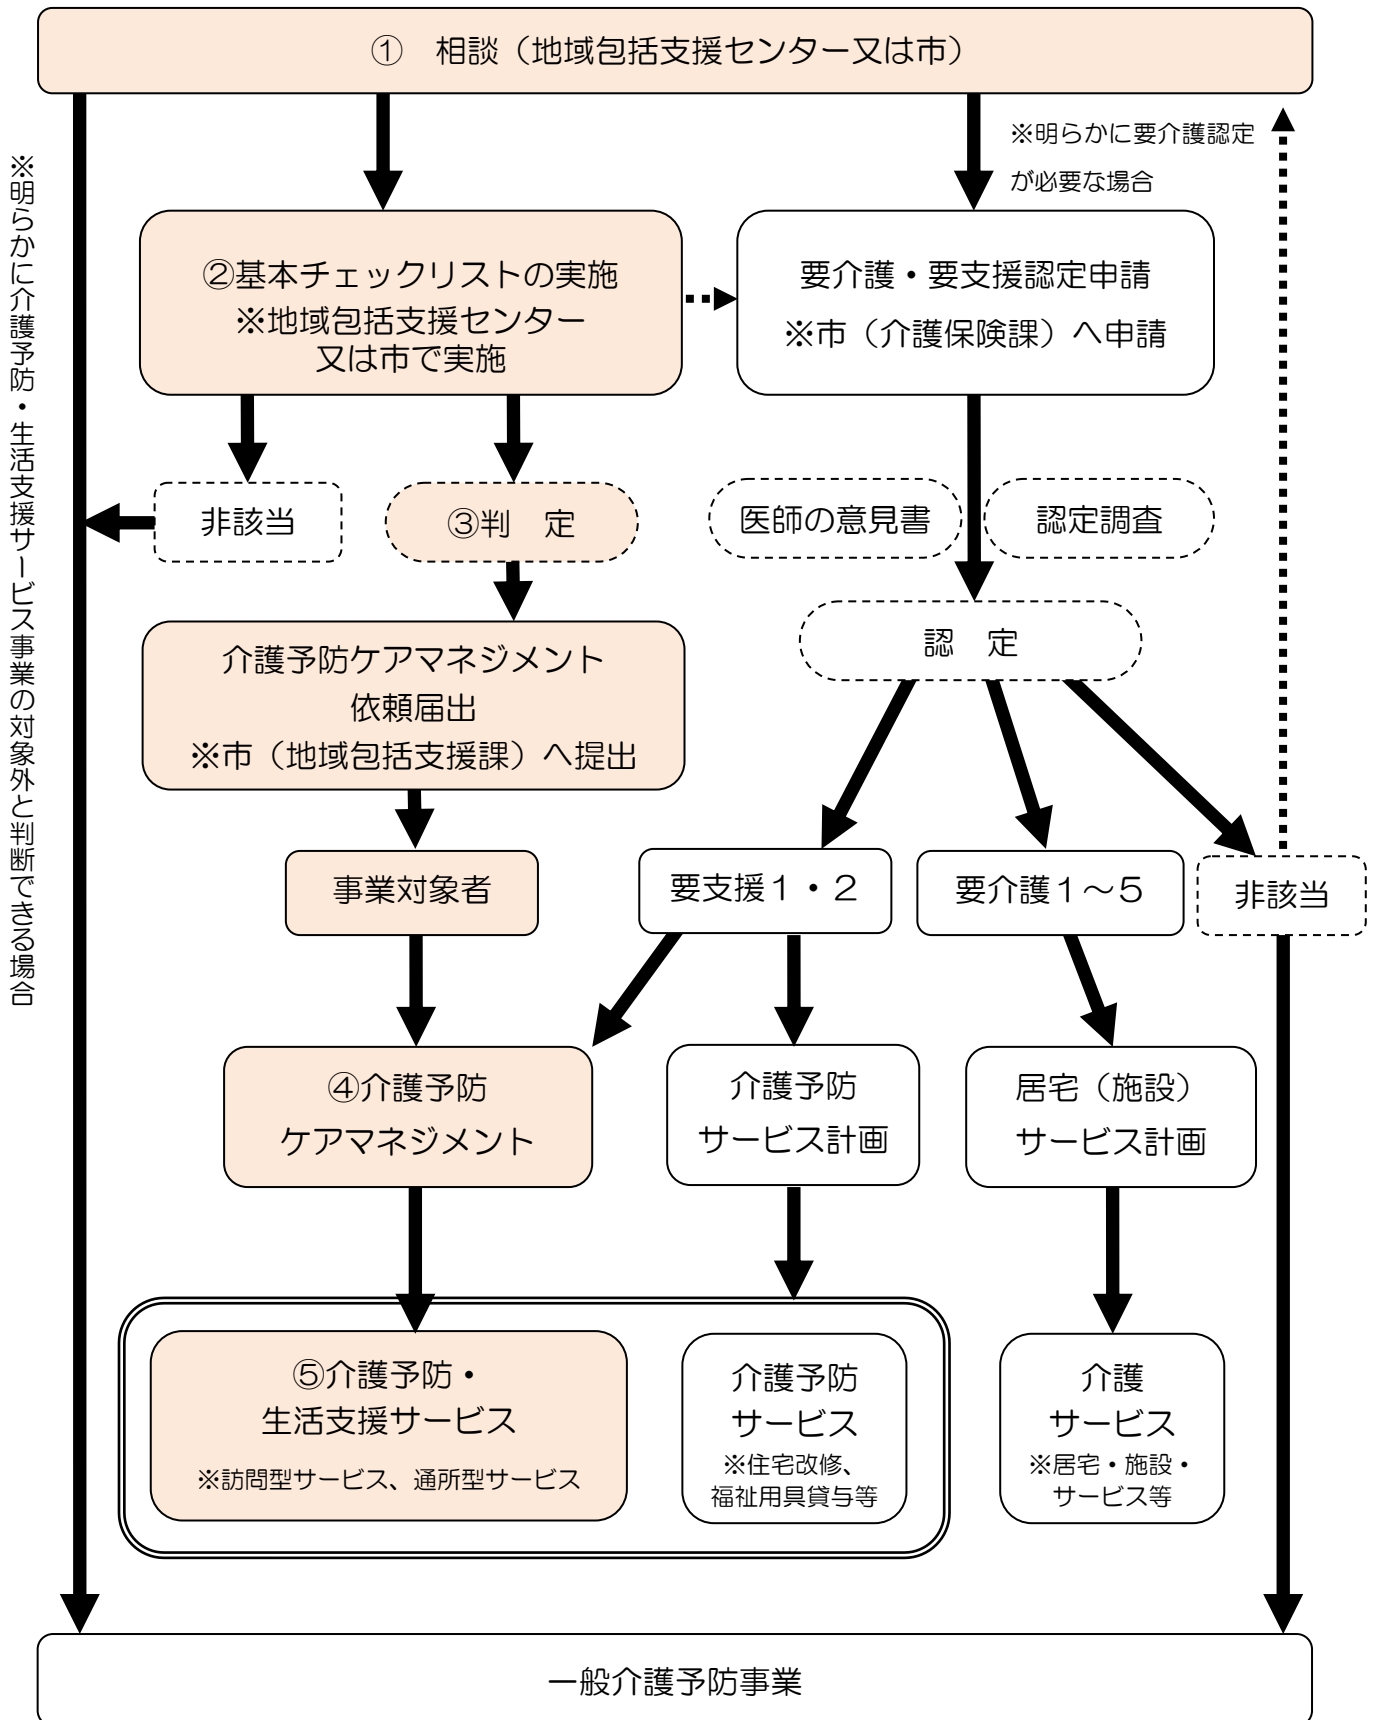 ① 相談（地域包括支援センター又は市）
※明らかに要介護認定
が必要な場合
※明らかに介護予防・生活支援サービス事業の対象外と判断できる場合
②基本チェックリストの実施
※地域包括支援センター
又は市で実施
要介護・要支援認定申請
※市（介護保険課）へ申請
非該当
③判　定
医師の意見書
認定調査
認　定
介護予防ケアマネジメント
依頼届出
※市（地域包括支援課）へ提出
事業対象者
要支援１・２
要介護１～５
非該当
④介護予防
ケアマネジメント
介護予防
サービス計画
居宅（施設）
サービス計画
⑤介護予防・
生活支援サービス
※訪問型サービス、通所型サービス
介護予防
サービス
※住宅改修、
福祉用具貸与等
介護
サービス
※居宅・施設・
サービス等
一般介護予防事業